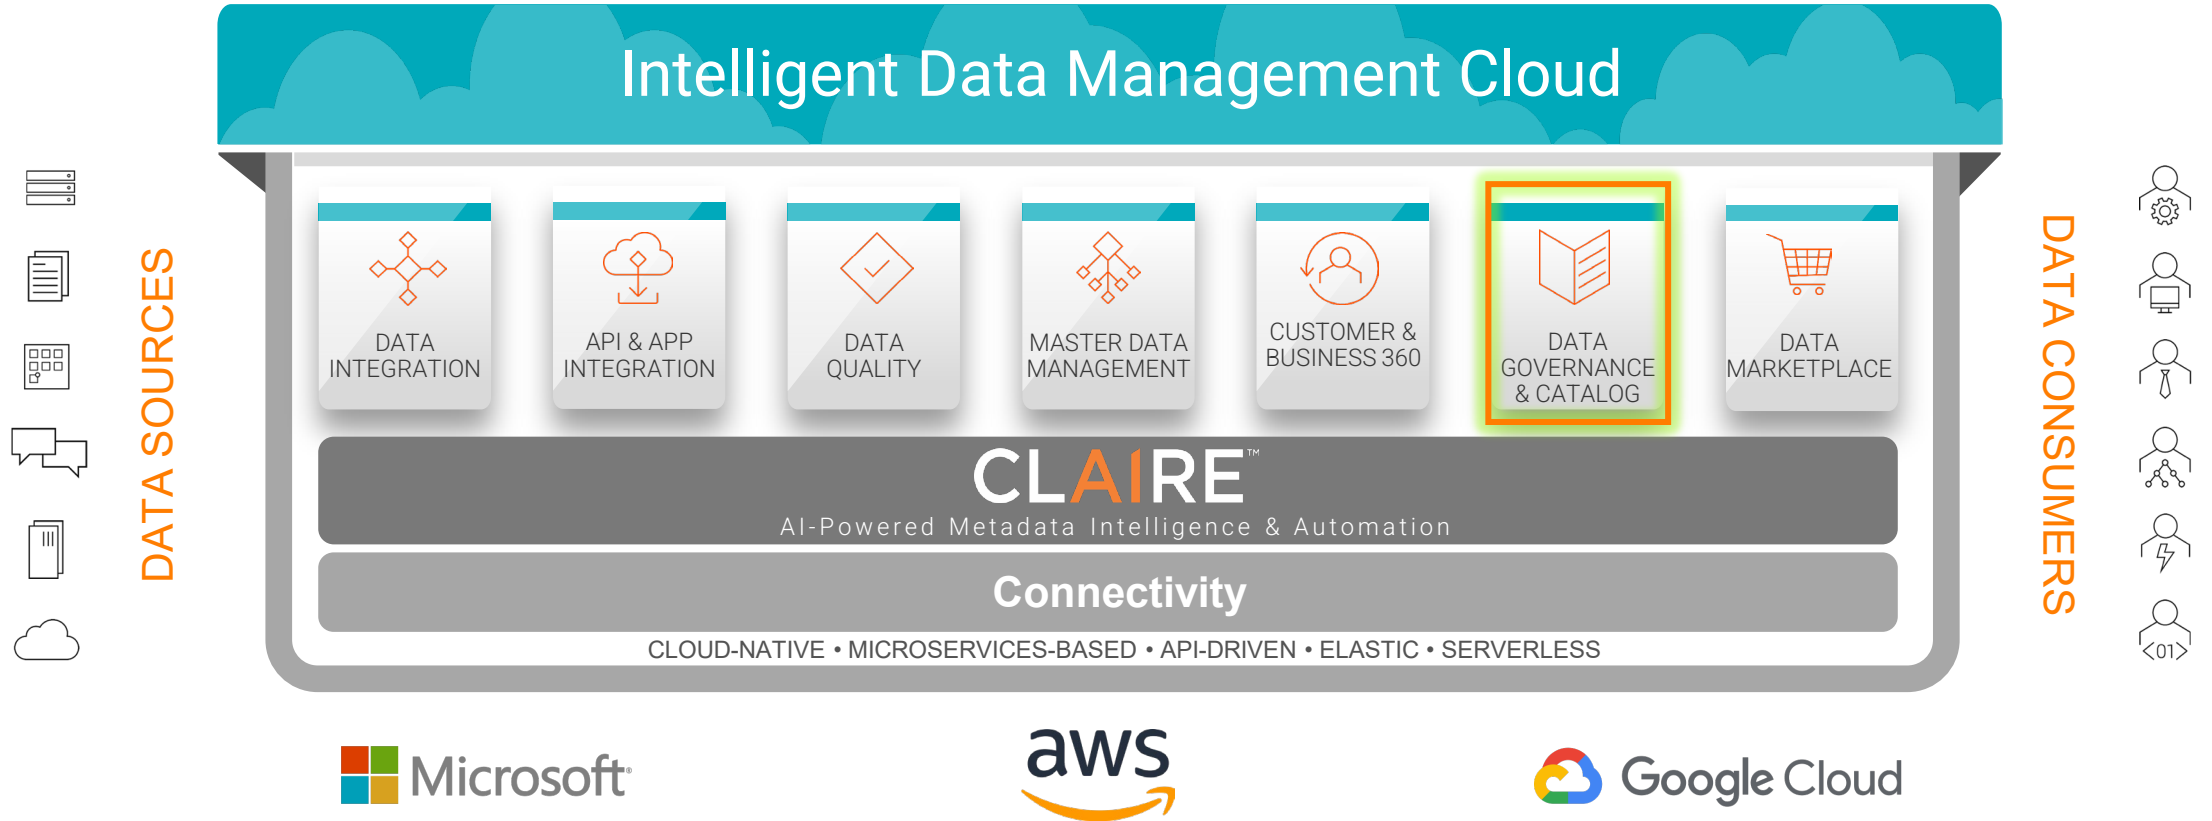 Intelligent Data Management Cloud
DATA SOURCES
DATA
INTEGRATION
API & APP
INTEGRATION
DATA
QUALITY
MASTER DATA
MANAGEMENT
CUSTOMER &
BUSINESS 360
DATA
GOVERNANCE
& CATALOG
DATA
MARKETPLACE
DATA CONSUMERS
CLAIRE™
AI-Powered Metadata Intelligence & Automation
Connectivity
CLOUD-NATIVE • MICROSERVICES-BASED • API-DRIVEN • ELASTIC • SERVERLESS
<01>
Microsoft
aws
Google Cloud